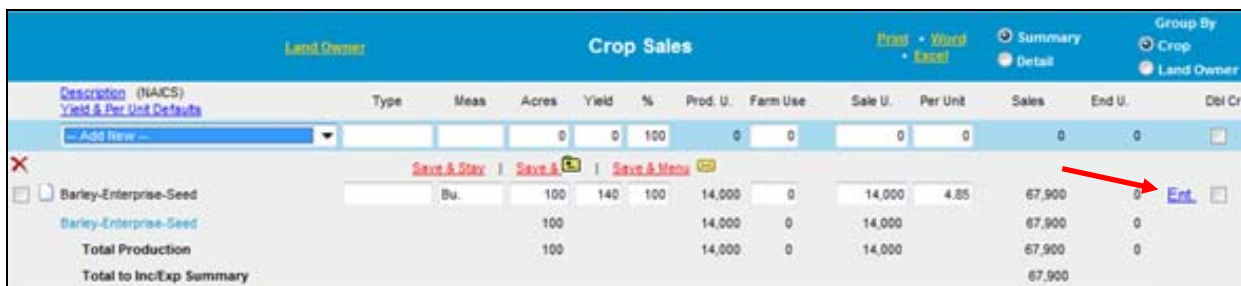 Land Owner Crop Sales Print • Word • Excel Summary Detail Group By Crop Land Owner
Description (NAICS) Yield & Per Unit Defaults Type Meas Acres Yield % Prod. U. Farm Use Sale U. Per Unit Sales End U. Dbl Cr
-- Add New -- 0 0 100 0 0 0 0 0 0
Save & Stay | Save & | Save & Menu
Barley-Enterprise-Seed Bu. 100 140 100 14,000 0 14,000 4.85 67,900 0 Ent.
Barley-Enterprise-Seed 100 14,000 0 14,000 67,900 0
Total Production 100 14,000 0 14,000 67,900 0
Total to Inc/Exp Summary 67,900